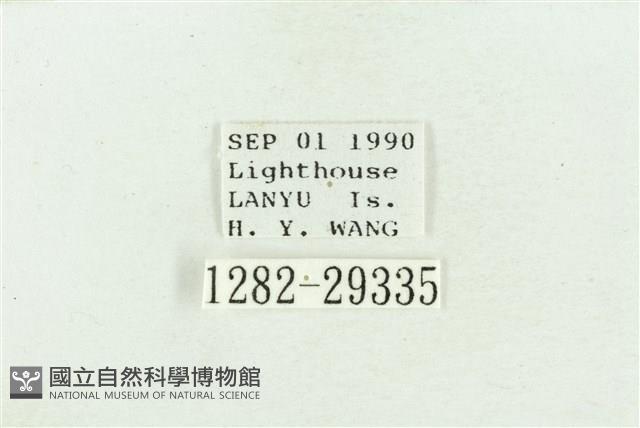 SEP 01 1990
Lighthouse
LANYU Is.
H. Y. WANG
1282-29335
國立自然科學博物館
NATIONAL MUSEUM OF NATURAL SCIENCE